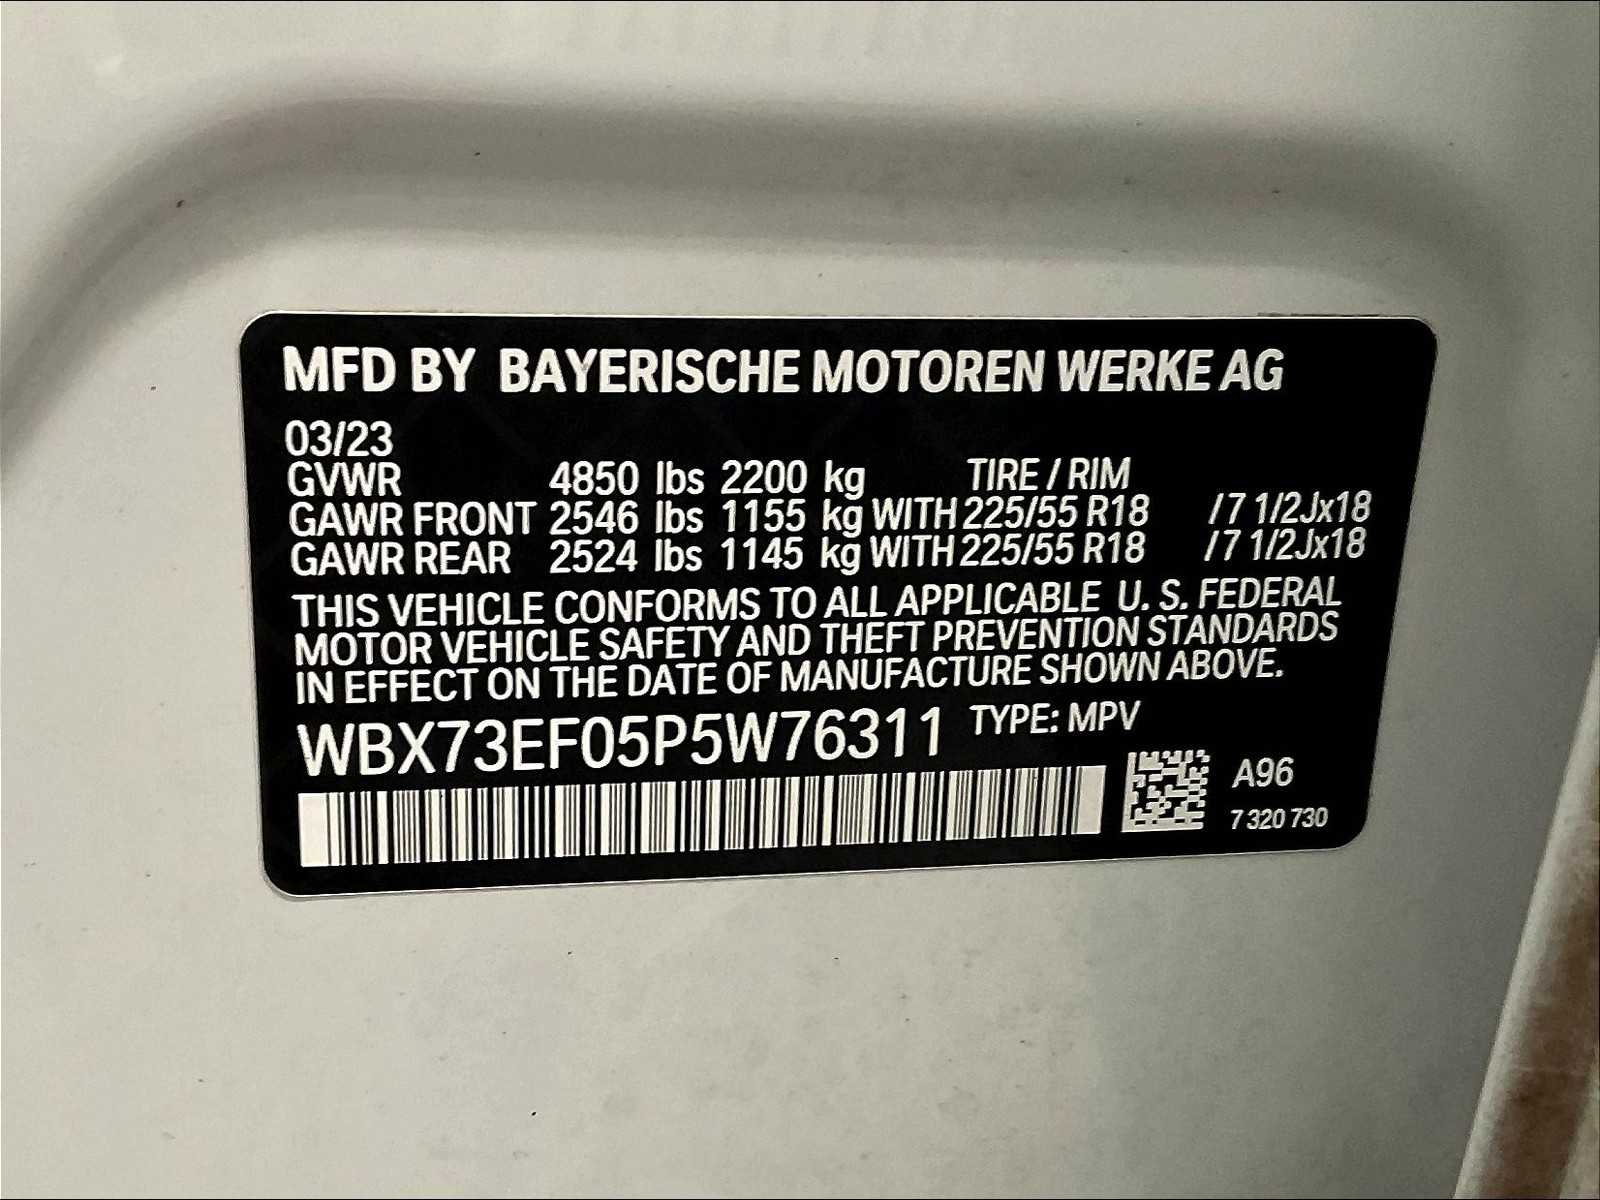 MFD BY BAYERISCHE MOTOREN WERKE AG
03/23
GVWR 4850 lbs 2200 kg TIRE / RIM
GAWR FRONT 2546 lbs 1155 kg WITH 225/55 R18 /7 1/2Jx18
GAWR REAR 2524 lbs 1145 kg WITH 225/55 R18 /7 1/2Jx18
THIS VEHICLE CONFORMS TO ALL APPLICABLE U. S. FEDERAL
MOTOR VEHICLE SAFETY AND THEFT PREVENTION STANDARDS
IN EFFECT ON THE DATE OF MANUFACTURE SHOWN ABOVE.
WBX73EF05P5W76311 TYPE: MPV
A96
7 320 730